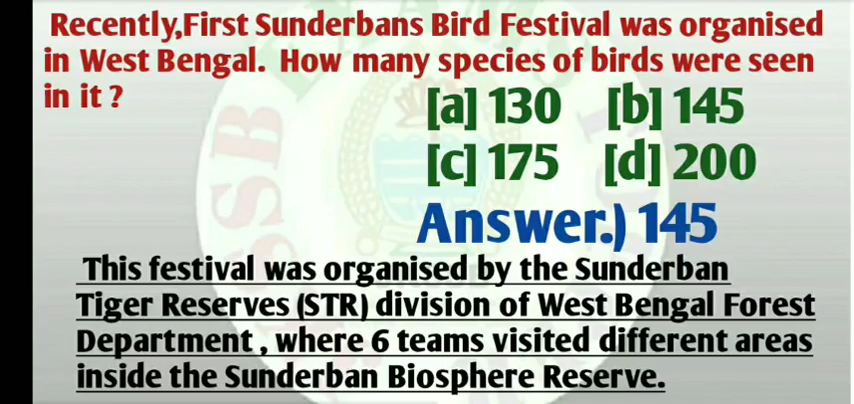 Recently,First Sunderbans Bird Festival was organised
in West Bengal. How many species of birds were seen
in it ?
[a] 130 [b] 145
[c] 175 [d] 200
Answer.) 145
This festival was organised by the Sunderban
Tiger Reserves (STR) division of West Bengal Forest
Department , where 6 teams visited different areas
inside the Sunderban Biosphere Reserve.